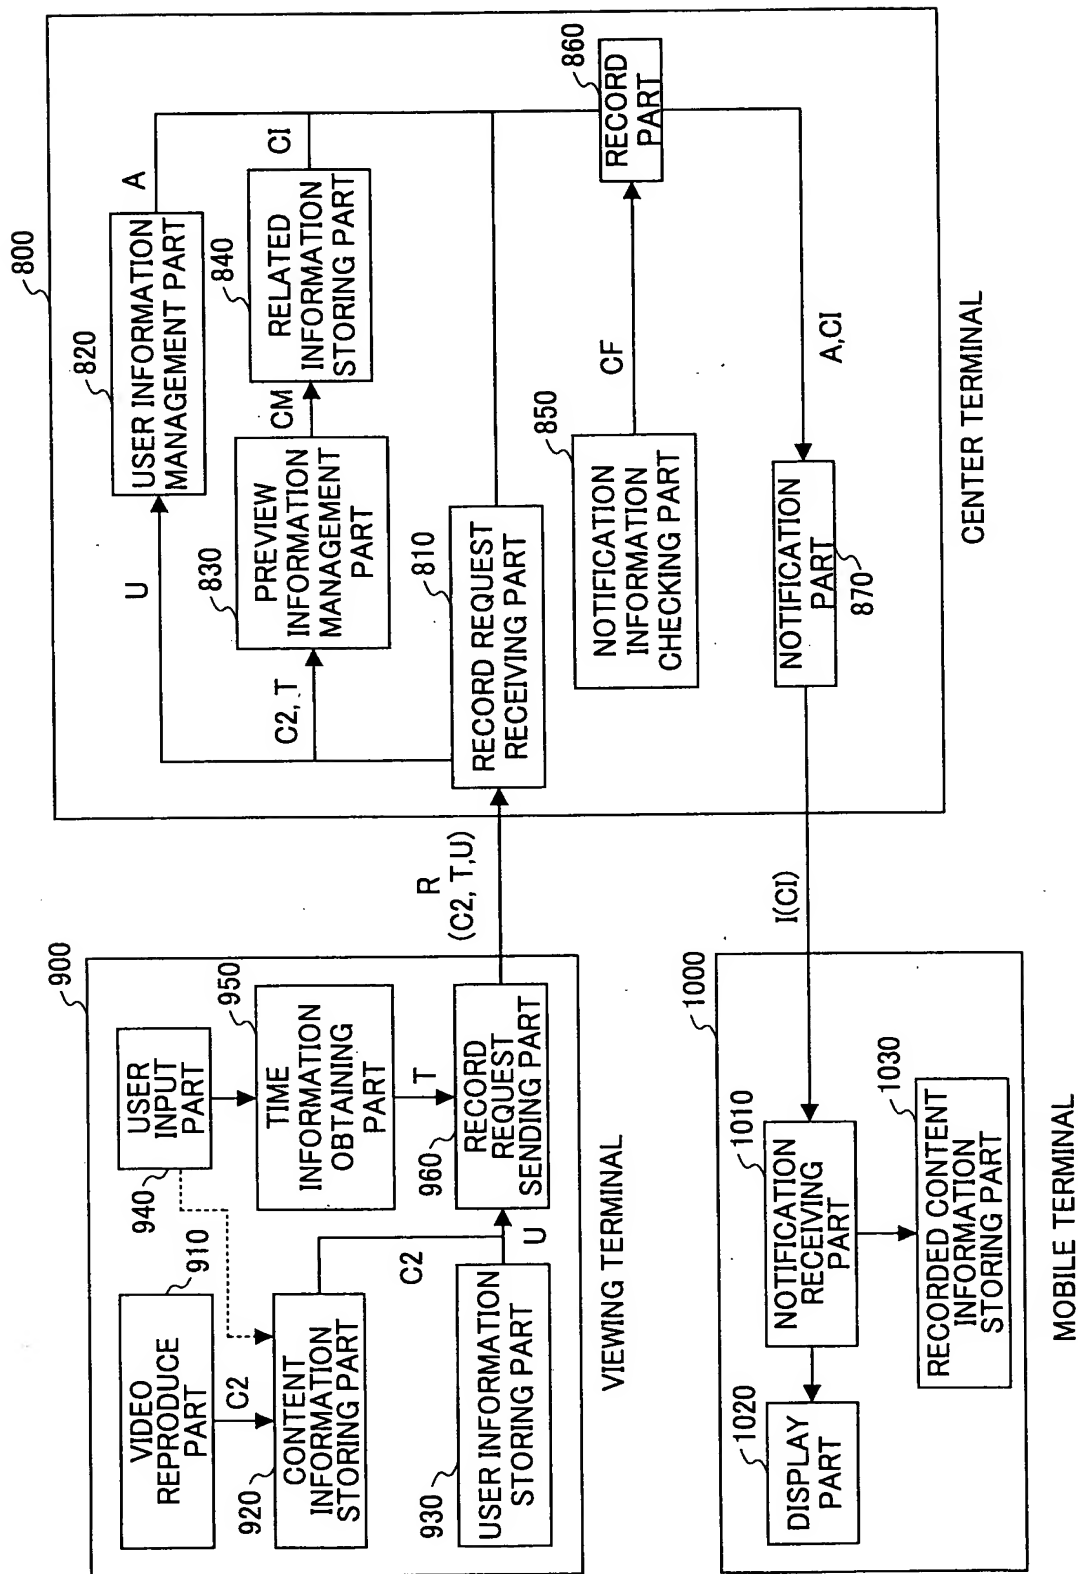 900
VIDEO
REPRODUCE
PART
910
C2
USER
INPUT
PART
940
CONTENT
INFORMATION
STORING PART
920
TIME
INFORMATION
OBTAINING
PART
950
C2
T
USER INFORMATION
STORING PART
930
U
RECORD
REQUEST
SENDING PART
960
VIEWING TERMINAL
R
(C2, T,U)
800
U
USER INFORMATION
MANAGEMENT PART
820
A
C2, T
PREVIEW
INFORMATION
MANAGEMENT
PART
830
CM
RELATED
INFORMATION
STORING PART
840
CI
RECORD REQUEST
RECEIVING PART
810
NOTIFICATION
INFORMATION
CHECKING PART
850
CF
RECORD
PART
860
A,CI
NOTIFICATION
PART
870
CENTER TERMINAL
I(CI)
1000
DISPLAY
PART
1020
NOTIFICATION
RECEIVING
PART
1010
RECORDED CONTENT
INFORMATION
STORING PART
1030
MOBILE TERMINAL